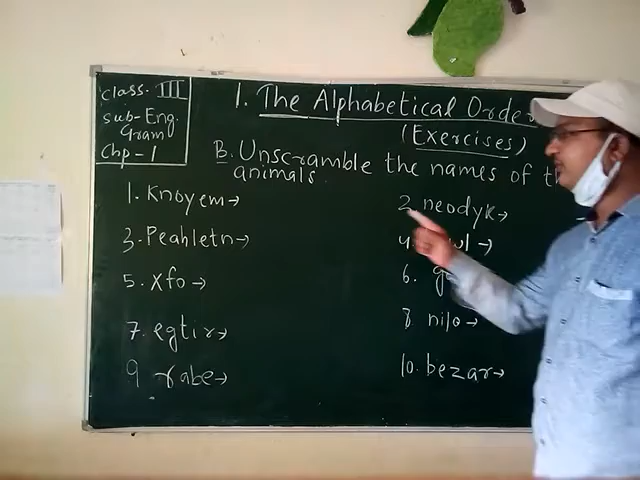 Class. III
Sub-Eng.
Gram
Chp-1
1. The Alphabetical Orde
(Exercises)
B. Unscramble the names of th
animals.
1. Knoyem→
2. neodyk→
3. Peahletn→
4.
5. Xfo→
6.
7. egtir→
8. nilo→
9 rabe→
10. bezar→